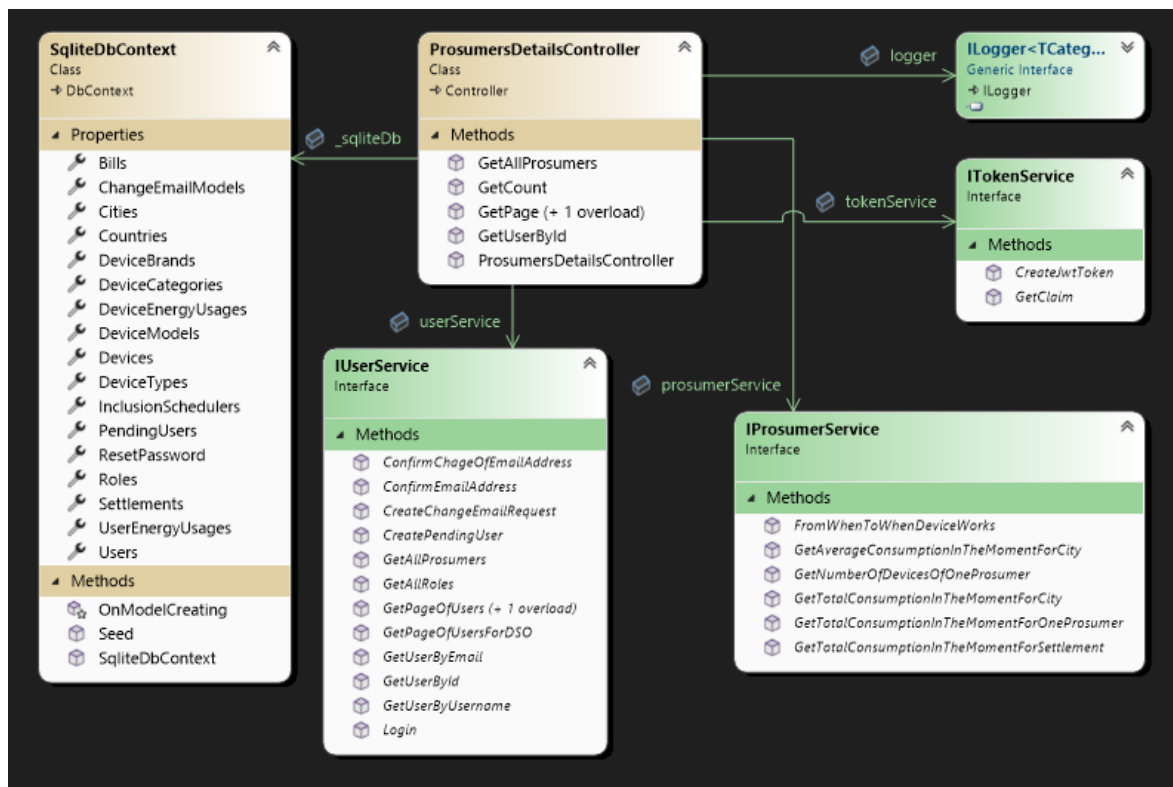 SqliteDbContext
Class
DbContext
Properties
Bills
ChangeEmailModels
Cities
Countries
DeviceBrands
DeviceCategories
DeviceEnergyUsages
DeviceModels
Devices
DeviceTypes
InclusionSchedulers
PendingUsers
ResetPassword
Roles
Settlements
UserEnergyUsages
Users
Methods
OnModelCreating
Seed
SqliteDbContext
_sqliteDb
ProsumersDetailsController
Class
Controller
Methods
GetAllProsumers
GetCount
GetPage (+ 1 overload)
GetUserById
ProsumersDetailsController
logger
ILogger<TCateg...
Generic Interface
ILogger
tokenService
ITokenService
Interface
Methods
CreateJwtToken
GetClaim
userService
IUserService
Interface
Methods
ConfirmChageOfEmailAddress
ConfirmEmailAddress
CreateChangeEmailRequest
CreatePendingUser
GetAllProsumers
GetAllRoles
GetPageOfUsers (+ 1 overload)
GetPageOfUsersForDSO
GetUserByEmail
GetUserById
GetUserByUsername
Login
prosumerService
IProsumerService
Interface
Methods
FromWhenToWhenDeviceWorks
GetAverageConsumptionInTheMomentForCity
GetNumberOfDevicesOfOneProsumer
GetTotalConsumptionInTheMomentForCity
GetTotalConsumptionInTheMomentForOneProsumer
GetTotalConsumptionInTheMomentForSettlement